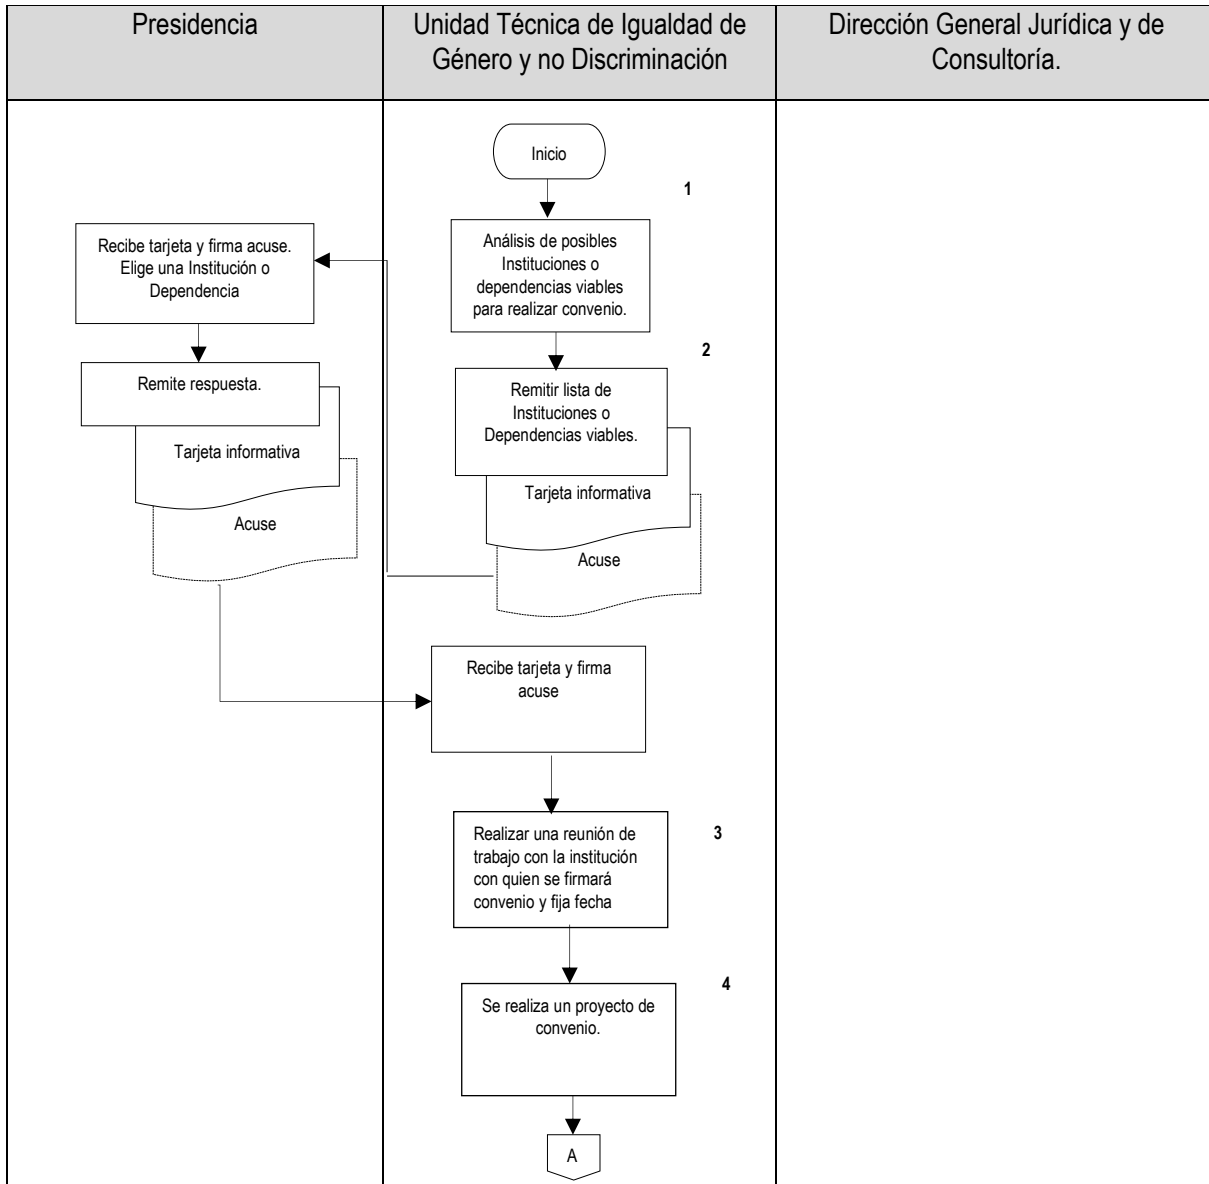 Presidencia
Unidad Técnica de Igualdad de
Género y no Discriminación
Dirección General Jurídica y de
Consultoría.
Inicio
1
Análisis de posibles
Instituciones o
dependencias viables
para realizar convenio.
2
Remitir lista de
Instituciones o
Dependencias viables.
Tarjeta informativa
Acuse
Recibe tarjeta y firma acuse.
Elige una Institución o
Dependencia
Remite respuesta.
Tarjeta informativa
Acuse
Recibe tarjeta y firma
acuse
3
Realizar una reunión de
trabajo con la institución
con quien se firmará
convenio y fija fecha
4
Se realiza un proyecto de
convenio.
A